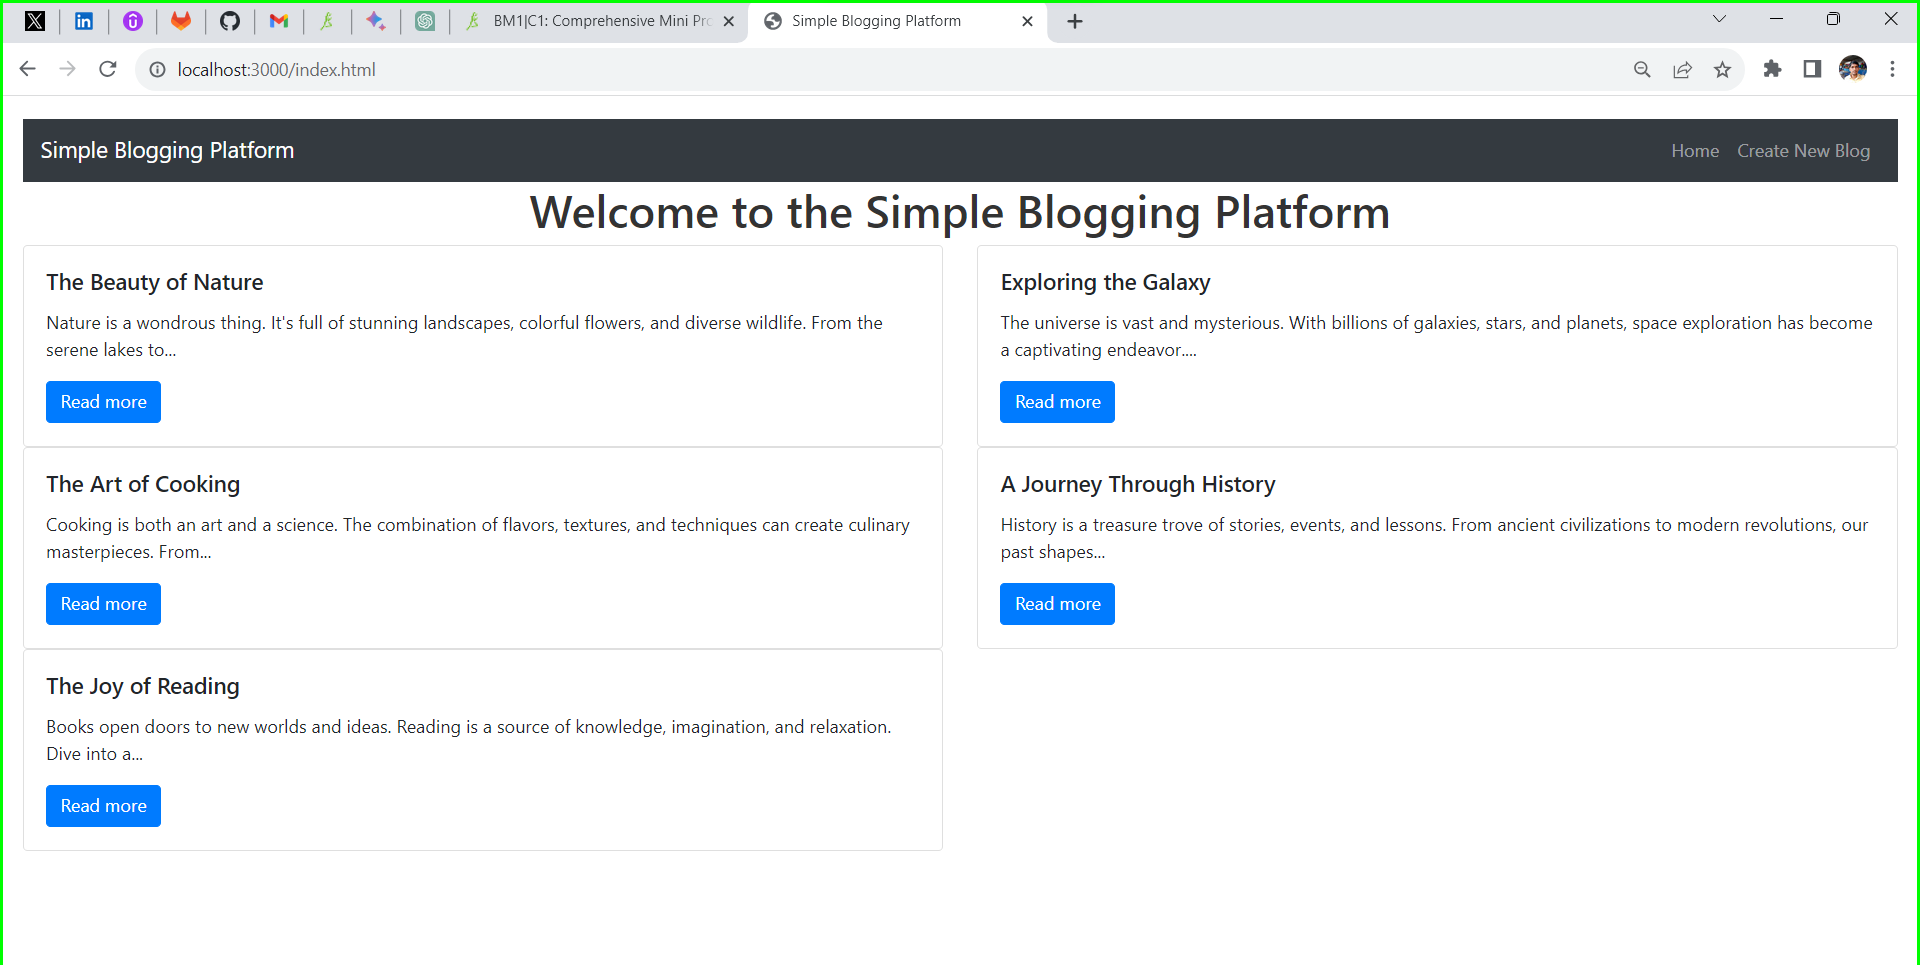 BM1|C1: Comprehensive Mini Pro
Simple Blogging Platform
localhost:3000/index.html
Simple Blogging Platform
Home
Create New Blog
Welcome to the Simple Blogging Platform
The Beauty of Nature
Nature is a wondrous thing. It's full of stunning landscapes, colorful flowers, and diverse wildlife. From the
serene lakes to...
Read more
Exploring the Galaxy
The universe is vast and mysterious. With billions of galaxies, stars, and planets, space exploration has become
a captivating endeavor....
Read more
The Art of Cooking
Cooking is both an art and a science. The combination of flavors, textures, and techniques can create culinary
masterpieces. From...
Read more
A Journey Through History
History is a treasure trove of stories, events, and lessons. From ancient civilizations to modern revolutions, our
past shapes...
Read more
The Joy of Reading
Books open doors to new worlds and ideas. Reading is a source of knowledge, imagination, and relaxation.
Dive into a...
Read more